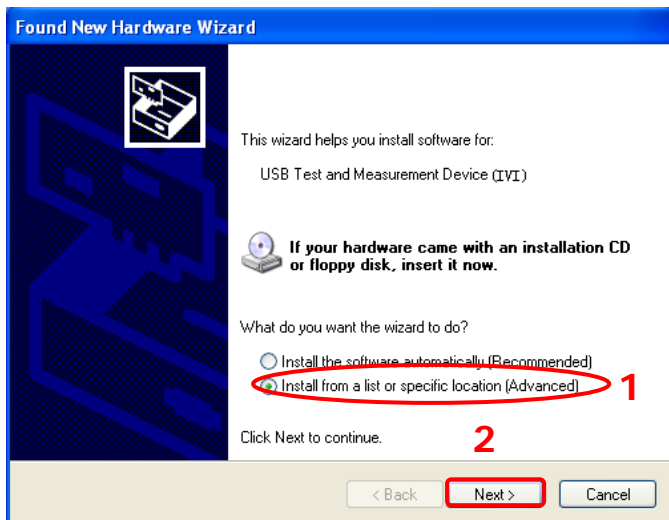 Found New Hardware Wizard
This wizard helps you install software for:
USB Test and Measurement Device (IVI)
If your hardware came with an installation CD
or floppy disk, insert it now.
What do you want the wizard to do?
Install the software automatically (Recommended)
Install from a list or specific location (Advanced)
1
Click Next to continue.
2
< Back
Next >
Cancel